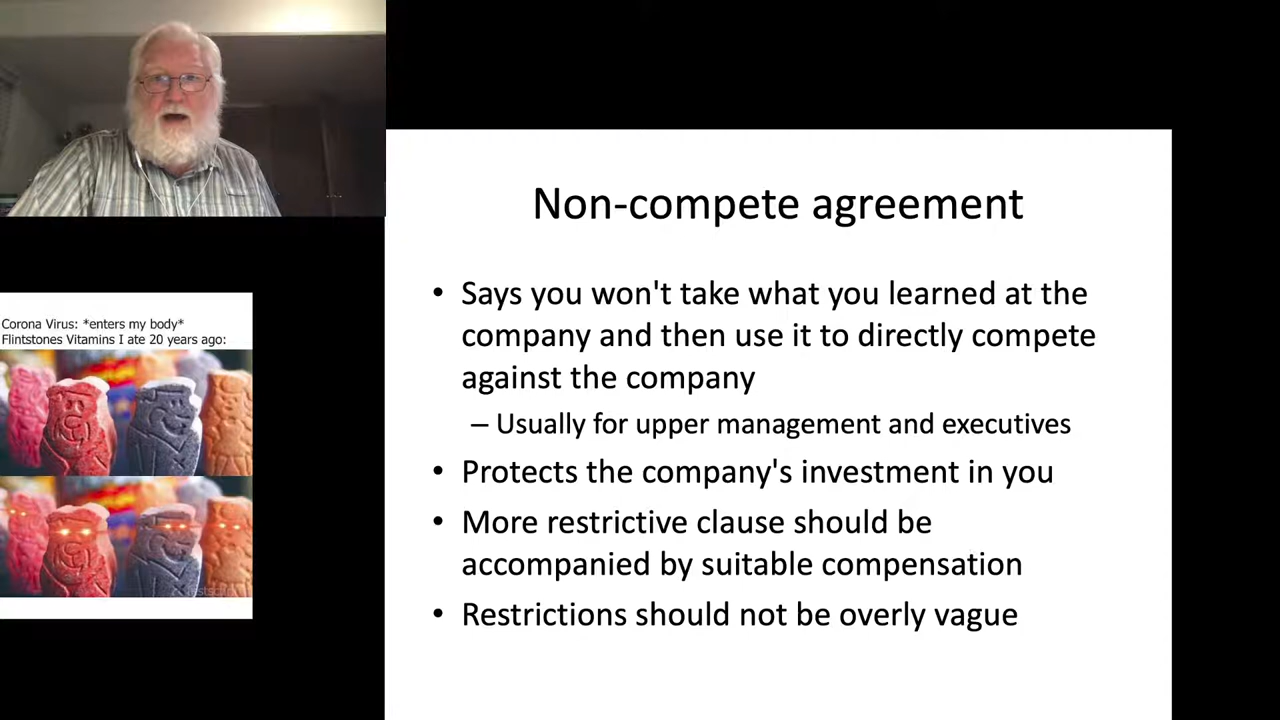 Corona Virus: *enters my body*
Flintstones Vitamins I ate 20 years ago:
Non-compete agreement
• Says you won't take what you learned at the
company and then use it to directly compete
against the company
– Usually for upper management and executives
• Protects the company's investment in you
• More restrictive clause should be
accompanied by suitable compensation
• Restrictions should not be overly vague